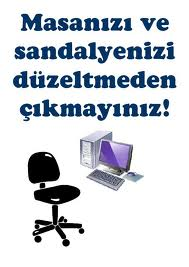 Masanızı ve
sandalyenizi
düzeltmeden
çıkmayınız!